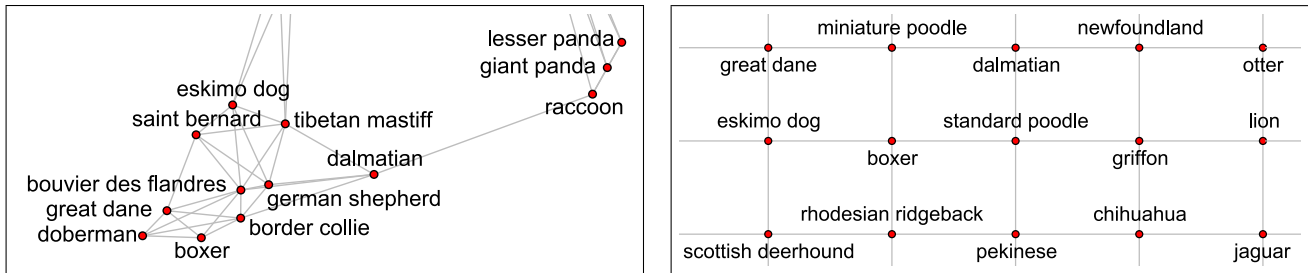 lesser panda
giant panda
raccoon
eskimo dog
saint bernard
tibetan mastiff
dalmatian
bouvier des flandres
german shepherd
great dane
border collie
doberman
boxer
miniature poodle
newfoundland
great dane
dalmatian
otter
eskimo dog
standard poodle
lion
boxer
griffon
rhodesian ridgeback
chihuahua
scottish deerhound
pekinese
jaguar